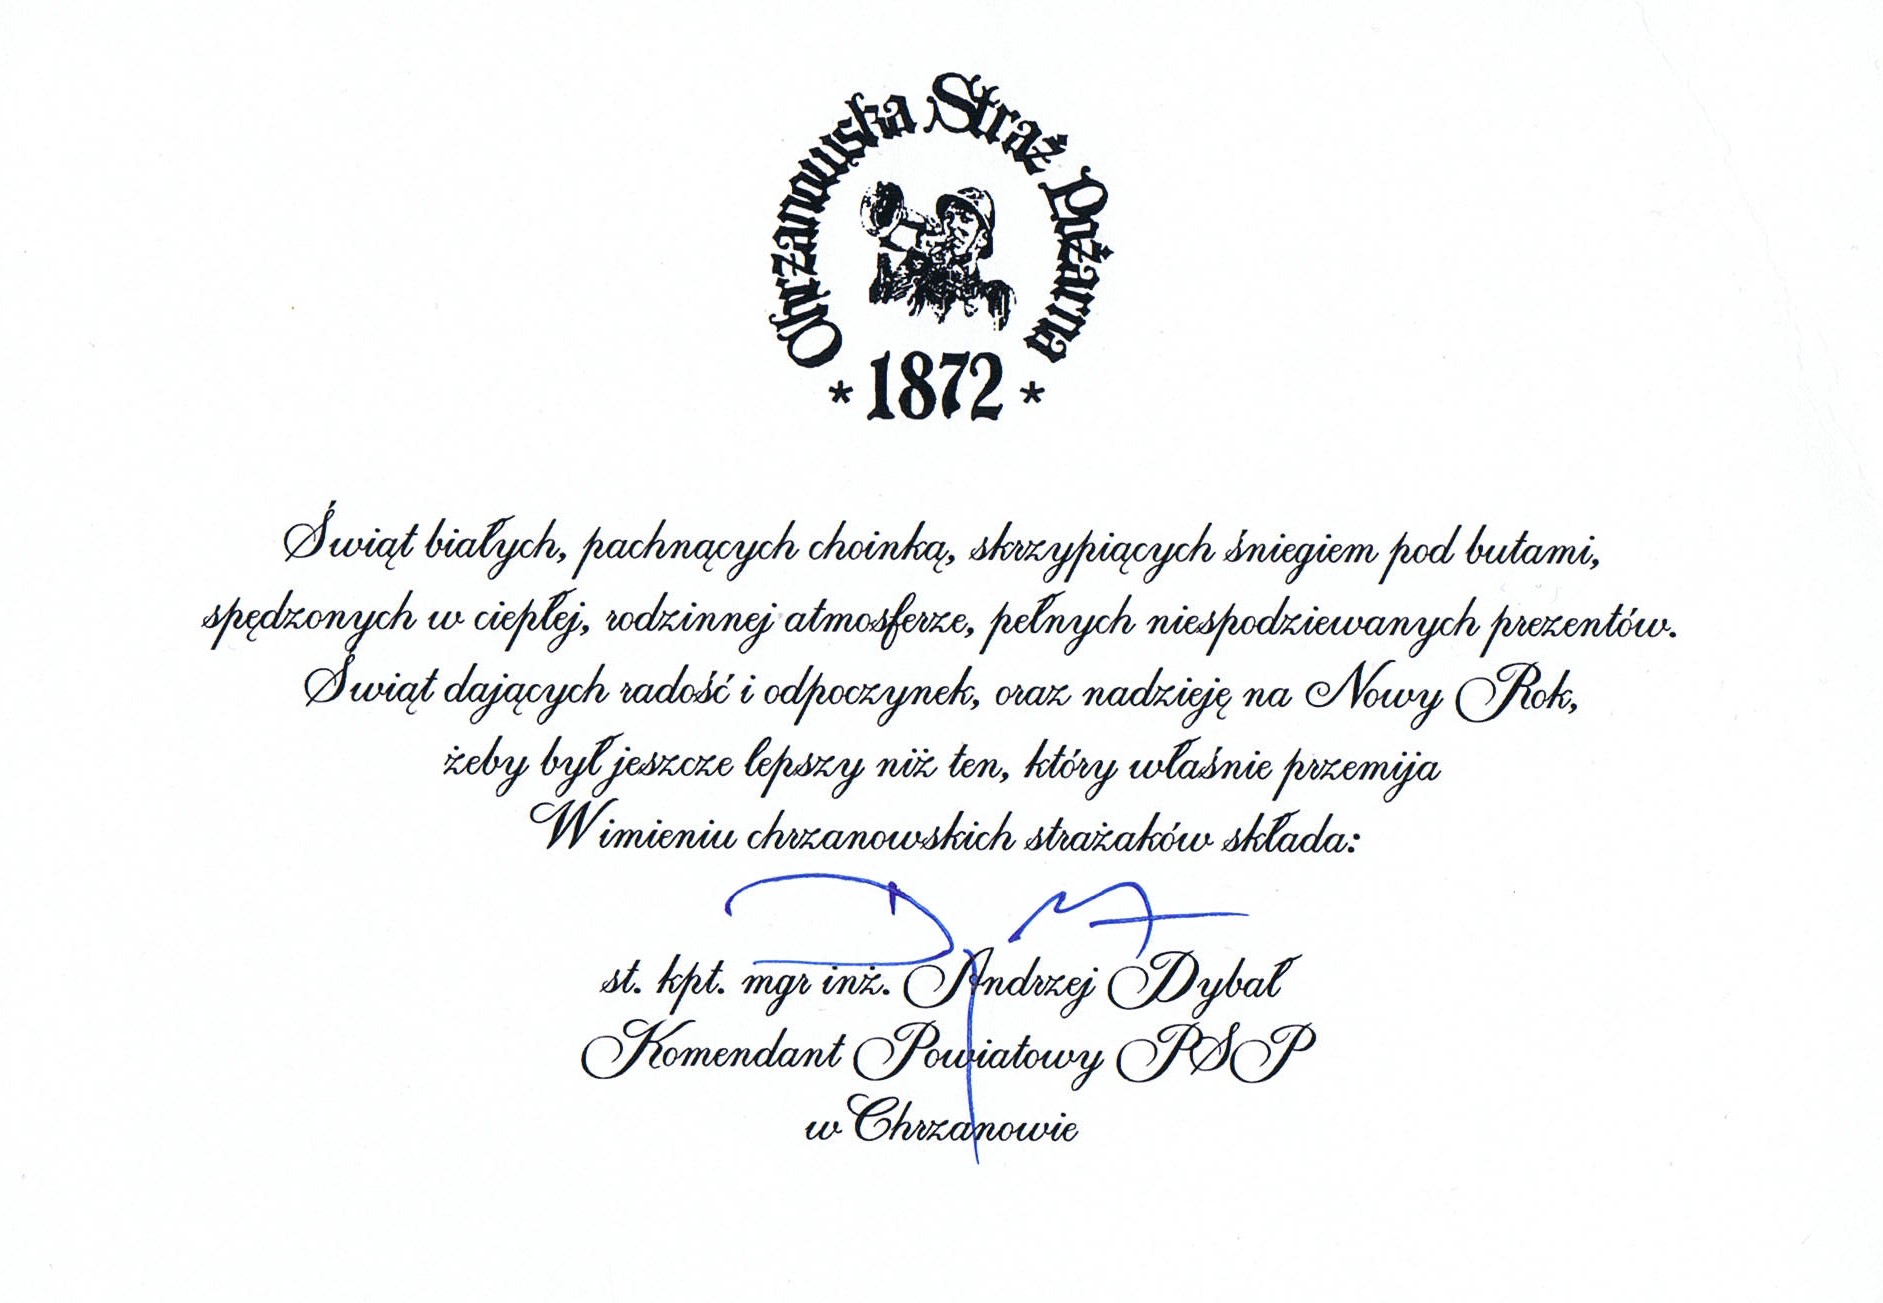 Chrzanowska Straż Pożarna
* 1872 *
Świąt białych, pachnących choinką, skrzypiących śniegiem pod butami,
spędzonych w ciepłej, rodzinnej atmosferze, pełnych niespodziewanych prezentów.
Świąt dających radość i odpoczynek, oraz nadzieję na Nowy Rok,
żeby był jeszcze lepszy niż ten, który właśnie przemija
W imieniu chrzanowskich strażaków składa:
st. kpt. mgr inż. Andrzej Dybał
Komendant Powiatowy PSP
w Chrzanowie